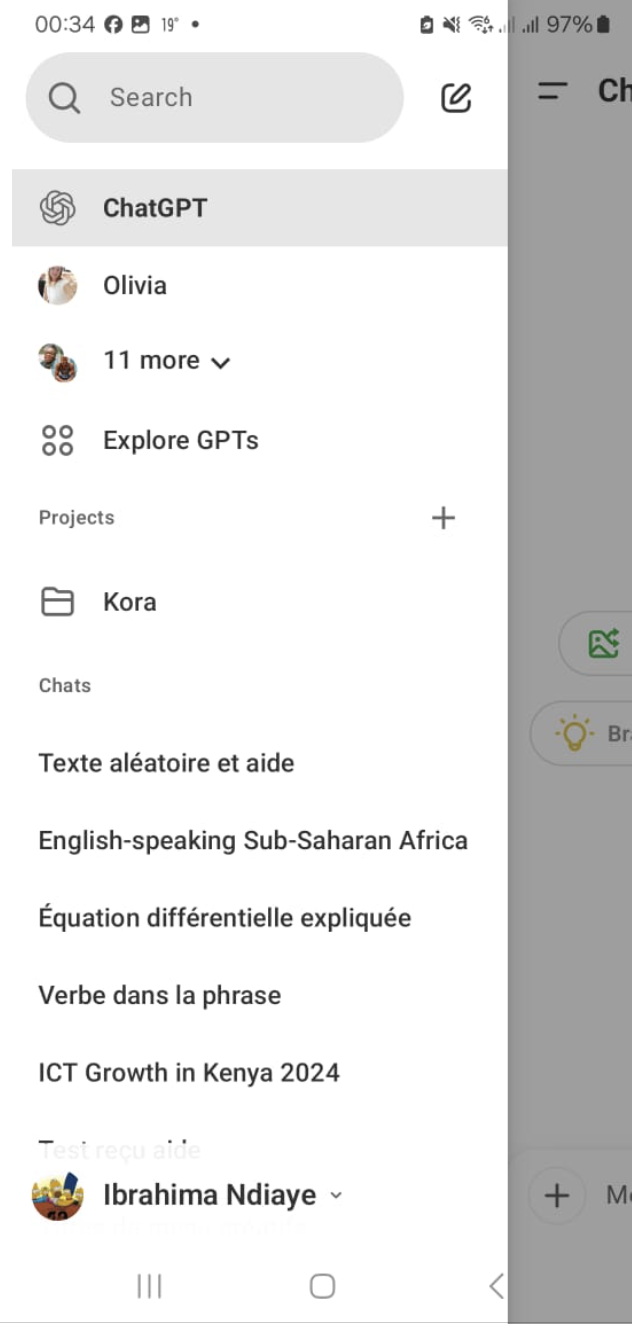 00:34 19° 97%
Search
Ch
ChatGPT
Olivia
11 more
Explore GPTs
Projects
Kora
Chats
Bra
Texte aléatoire et aide
English-speaking Sub-Saharan Africa
Équation différentielle expliquée
Verbe dans la phrase
ICT Growth in Kenya 2024
Test reçu aide
Ibrahima Ndiaye